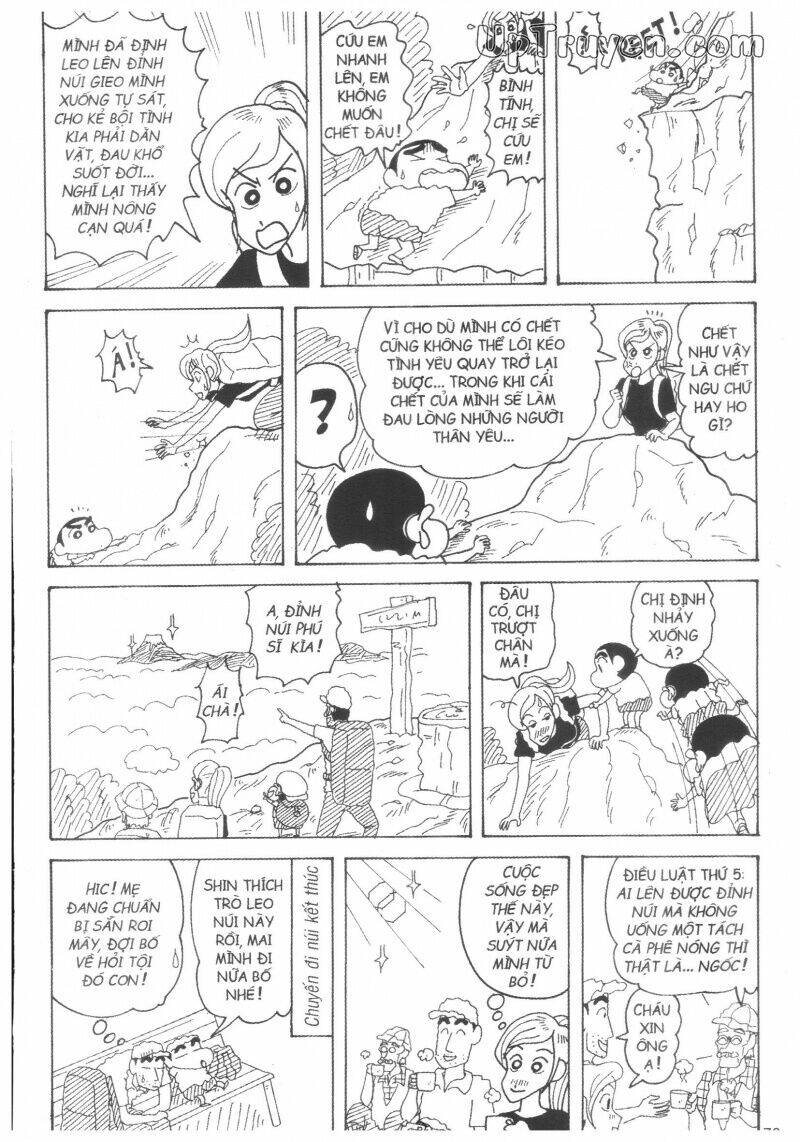 UpTruyen.com
CHẾT!
CỨU EM
NHANH
LÊN, EM
KHÔNG
MUỐN
CHẾT ĐÂU!
BÌNH
TĨNH,
CHỊ SẼ
CỨU
EM!
MÌNH ĐÃ ĐỊNH
LEO LÊN ĐỈNH
NÚI GIEO MÌNH
XUỐNG TỰ SÁT,
CHO KẺ BỘI TÌNH
KIA PHẢI DẰN
VẶT, ĐAU KHỔ
SUỐT ĐỜI...
NGHĨ LẠI THẤY
MÌNH NÔNG
CẠN QUÁ!
CHẾT
NHƯ VẬY
LÀ CHẾT
NGU CHỨ
HAY HO
GÌ?
VÌ CHO DÙ MÌNH CÓ CHẾT
CŨNG KHÔNG THỂ LÔI KÉO
TÌNH YÊU QUAY TRỞ LẠI
ĐƯỢC... TRONG KHI CÁI
CHẾT CỦA MÌNH SẼ LÀM
ĐAU LÒNG NHỮNG NGƯỜI
THÂN YÊU...
?
Á!
CHỊ ĐỊNH
NHẢY
XUỐNG
À?
ĐÂU
CÓ, CHỊ
TRƯỢT
CHÂN
MÀ!
A, ĐỈNH
NÚI PHÚ
SĨ KÌA!
ÁI
CHÀ!
ĐIỀU LUẬT THỨ 5:
AI LÊN ĐƯỢC ĐỈNH
NÚI MÀ KHÔNG
UỐNG MỘT TÁCH
CÀ PHÊ NÓNG THÌ
THẬT LÀ... NGỐC!
CHÁU
XIN
ÔNG
Ạ!
CUỘC
SỐNG ĐẸP
THẾ NÀY,
VẬY MÀ
SUÝT NỮA
MÌNH TỪ
BỎ!
Chuyến đi núi kết thúc
SHIN THÍCH
TRÒ LEO
NÚI NÀY
RỒI, MAI
MÌNH ĐI
NỮA BỐ
NHÉ!
HIC! MẸ
ĐANG CHUẨN
BỊ SẴN ROI
MÂY, ĐỢI BỐ
VỀ HỎI TỘI
ĐÓ CON!